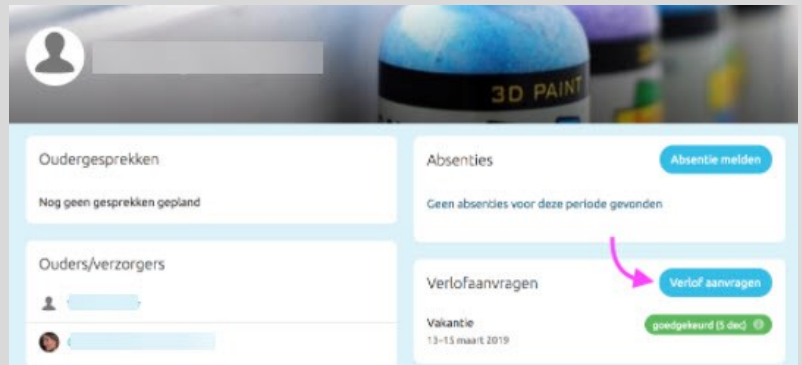 3D PAINT
Oudergesprekken
Nog geen gesprekken gepland
Ouders/verzorgers
Absenties
Absentie melden
Geen absenties voor deze periode gevonden
Verlofaanvragen
Verlof aanvragen
Vakantie
goedgekeurd (5 dec)
13-15 maart 2019